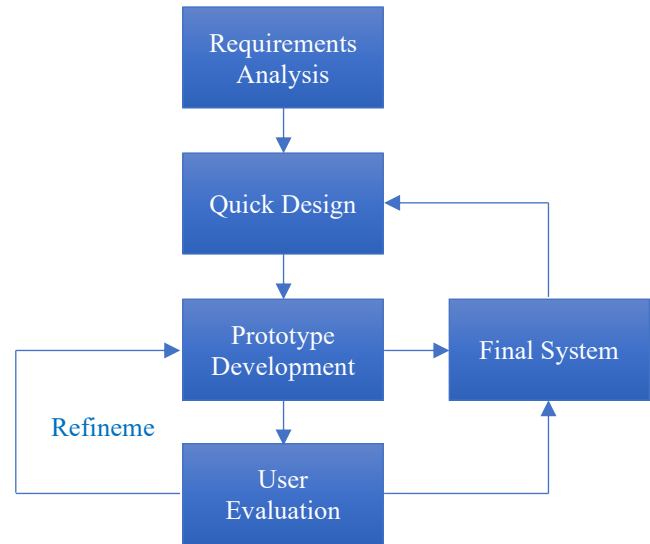 Requirements
Analysis
Quick Design
Prototype
Development
Final System
Refineme
User
Evaluation